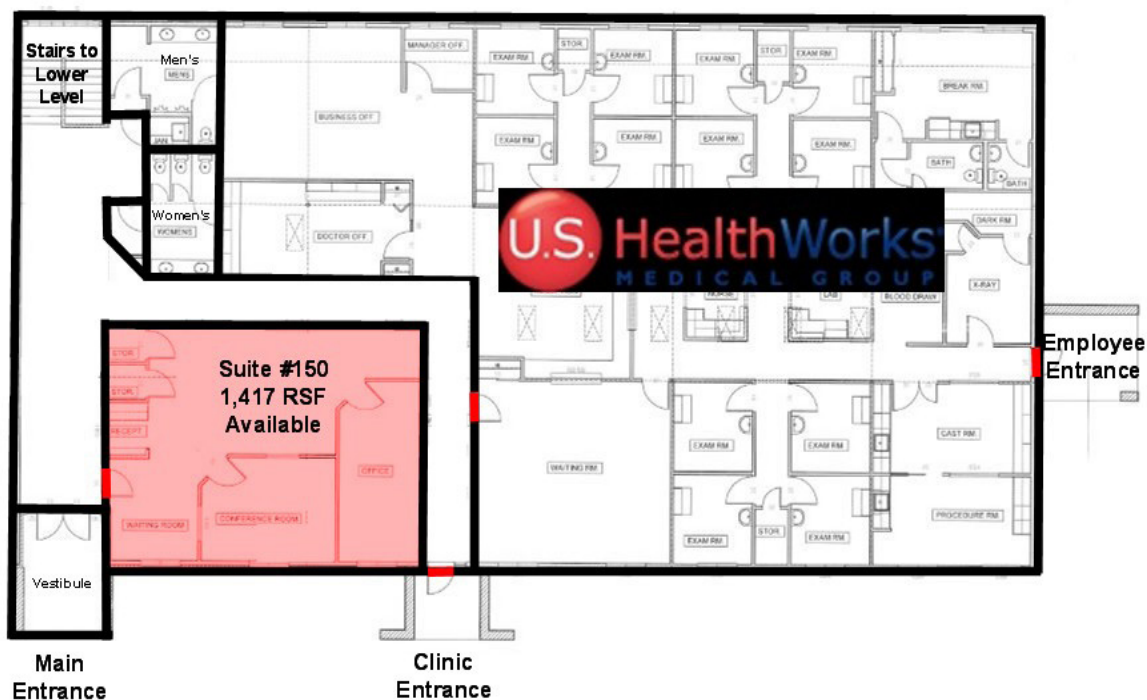 Stairs to
Lower
Level
Men's
MENS
JAN
Women's
WOMENS
MANAGER OFF.
BUSINESS OFF
DOCTOR OFF.
EXAM RM.
STOR.
EXAM RM.
EXAM RM.
STOR.
EXAM RM.
BREAK RM.
EXAM RM.
EXAM RM.
EXAM RM.
EXAM RM.
BATH
BATH
DARK RM.
U.S. HealthWorks
MEDICAL GROUP
NURSE
LAB
BLOOD DRAW
X-RAY
Employee
Entrance
Suite #150
1,417 RSF
Available
STOR.
STOR.
RECEPT.
OFFICE
WAITING ROOM
CONFERENCE ROOM
WAITING RM.
EXAM RM.
EXAM RM.
CAST RM.
EXAM RM.
STOR.
EXAM RM.
PROCEDURE RM.
Vestibule
Main
Entrance
Clinic
Entrance